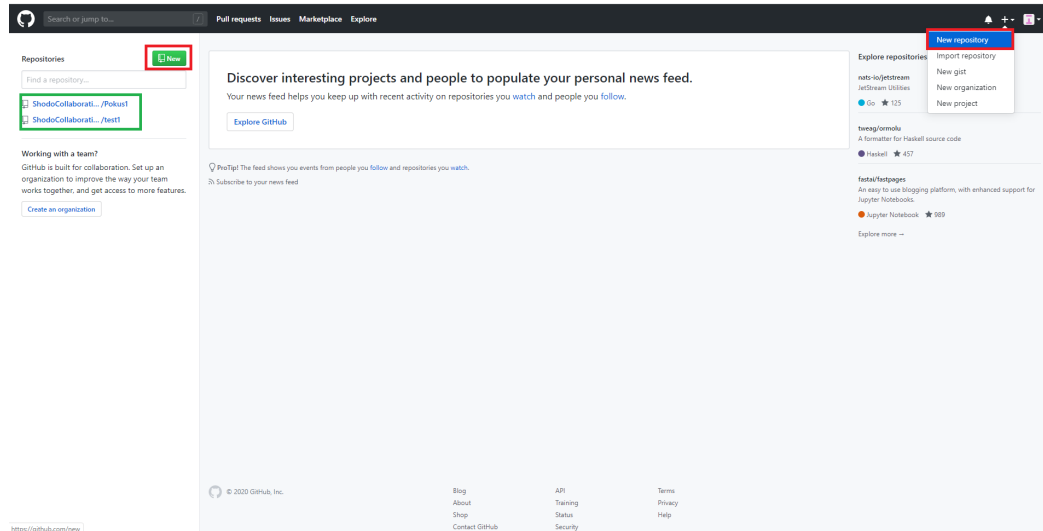 Search or jump to...
/
Pull requests Issues Marketplace Explore
New repository
Import repository
New gist
New organization
New project
Repositories
New
Find a repository...
ShodoCollaborati... /Pokus1
ShodoCollaborati... /test1
Working with a team?
GitHub is built for collaboration. Set up an
organization to improve the way your team
works together, and get access to more features.
Create an organization
Discover interesting projects and people to populate your personal news feed.
Your news feed helps you keep up with recent activity on repositories you watch and people you follow.
Explore GitHub
ProTip! The feed shows you events from people you follow and repositories you watch.
Subscribe to your news feed
Explore repositories
nats-io/jetstream
JetStream Utilities
Go 125
tweag/ormolu
A formatter for Haskell source code
Haskell 457
fastai/fastpages
An easy to use blogging platform, with enhanced support for
Jupyter Notebooks.
Jupyter Notebook 989
Explore more →
© 2020 GitHub, Inc.
Blog
About
Shop
Contact GitHub
API
Training
Status
Security
Terms
Privacy
Help
https://github.com/new